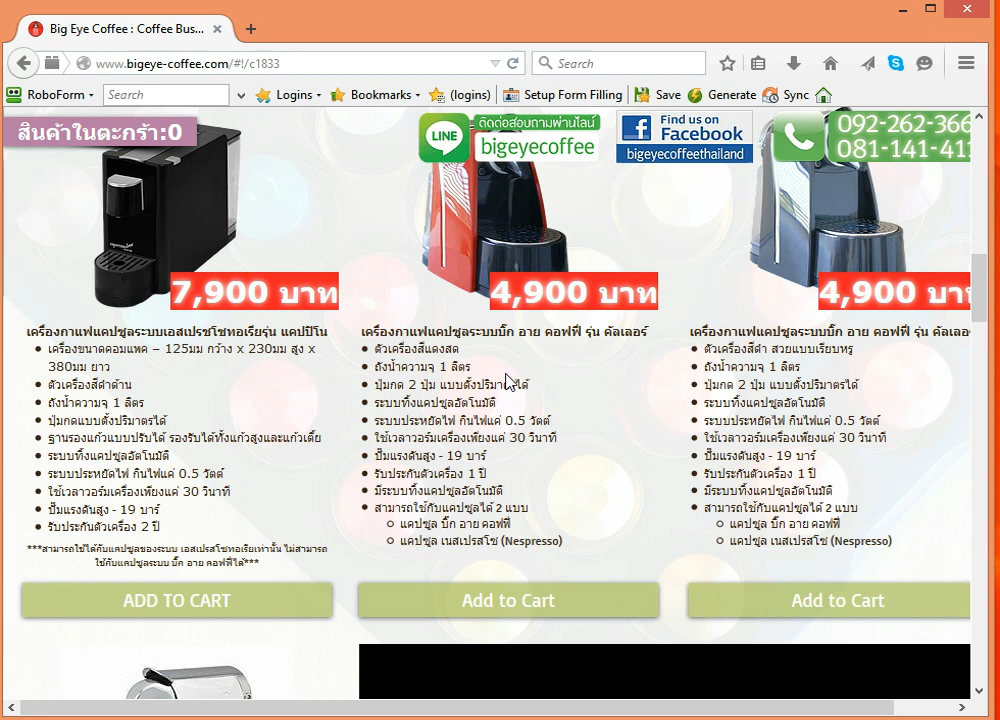 Big Eye Coffee : Coffee Bus...
www.bigeye-coffee.com/#!/c1833
Search
RoboForm
Search
Logins
Bookmarks
(logins)
Setup Form Filling
Save
Generate
Sync
สินค้าในตะกร้า:0
LINE
ติดต่อสอบถามผ่านไลน์
bigeyecoffee
Find us on
Facebook
bigeyecoffeethailand
092-262-366
081-141-411
7,900 บาท
4,900 บาท
4,900 บาท
เครื่องกาแฟแคปซูลระบบเอสเปรซโซทอเรียรุ่น แคปปิโน
เครื่องขนาดคอมแพค – 125มม กว้าง x 230มม สูง x
380มม ยาว
ตัวเครื่องสีดำด้าน
ถังน้ำความจุ 1 ลิตร
ปุ่มกดแบบตั้งปริมาตรได้
ฐานรองแก้วแบบปรับได้ รองรับได้ทั้งแก้วสูงและแก้วเตี้ย
ระบบทิ้งแคปซูลอัตโนมัติ
ระบบประหยัดไฟ กินไฟแค่ 0.5 วัตต์
ใช้เวลาวอร์มเครื่องเพียงแค่ 30 วินาที
ปั๊มแรงดันสูง - 19 บาร์
รับประกันตัวเครื่อง 2 ปี
***สามารถใช้ได้กับแคปซูลของระบบ เอสเปรสโซทอเรียเท่านั้น ไม่สามารถ
ใช้กับแคปซูลระบบ บิ๊ก อาย คอฟฟี่ได้***
ADD TO CART
เครื่องกาแฟแคปซูลระบบบิ๊ก อาย คอฟฟี่ รุ่น คัลเลอร์
ตัวเครื่องสีแดงสด
ถังน้ำความจุ 1 ลิตร
ปุ่มกด 2 ปุ่ม แบบตั้งปริมาตรได้
ระบบทิ้งแคปซูลอัตโนมัติ
ระบบประหยัดไฟ กินไฟแค่ 0.5 วัตต์
ใช้เวลาวอร์มเครื่องเพียงแค่ 30 วินาที
ปั๊มแรงดันสูง - 19 บาร์
รับประกันตัวเครื่อง 1 ปี
มีระบบทิ้งแคปซูลอัตโนมัติ
สามารถใช้กับแคปซูลได้ 2 แบบ
แคปซูล บิ๊ก อาย คอฟฟี่
แคปซูล เนสเปรสโซ (Nespresso)
Add to Cart
เครื่องกาแฟแคปซูลระบบบิ๊ก อาย คอฟฟี่ รุ่น คัลเลอ
ตัวเครื่องสีดำ สวยแบบเรียบหรู
ถังน้ำความจุ 1 ลิตร
ปุ่มกด 2 ปุ่ม แบบตั้งปริมาตรได้
ระบบทิ้งแคปซูลอัตโนมัติ
ระบบประหยัดไฟ กินไฟแค่ 0.5 วัตต์
ใช้เวลาวอร์มเครื่องเพียงแค่ 30 วินาที
ปั๊มแรงดันสูง - 19 บาร์
รับประกันตัวเครื่อง 1 ปี
มีระบบทิ้งแคปซูลอัตโนมัติ
สามารถใช้กับแคปซูลได้ 2 แบบ
แคปซูล บิ๊ก อาย คอฟฟี่
แคปซูล เนสเปรสโซ (Nespresso)
Add to Cart